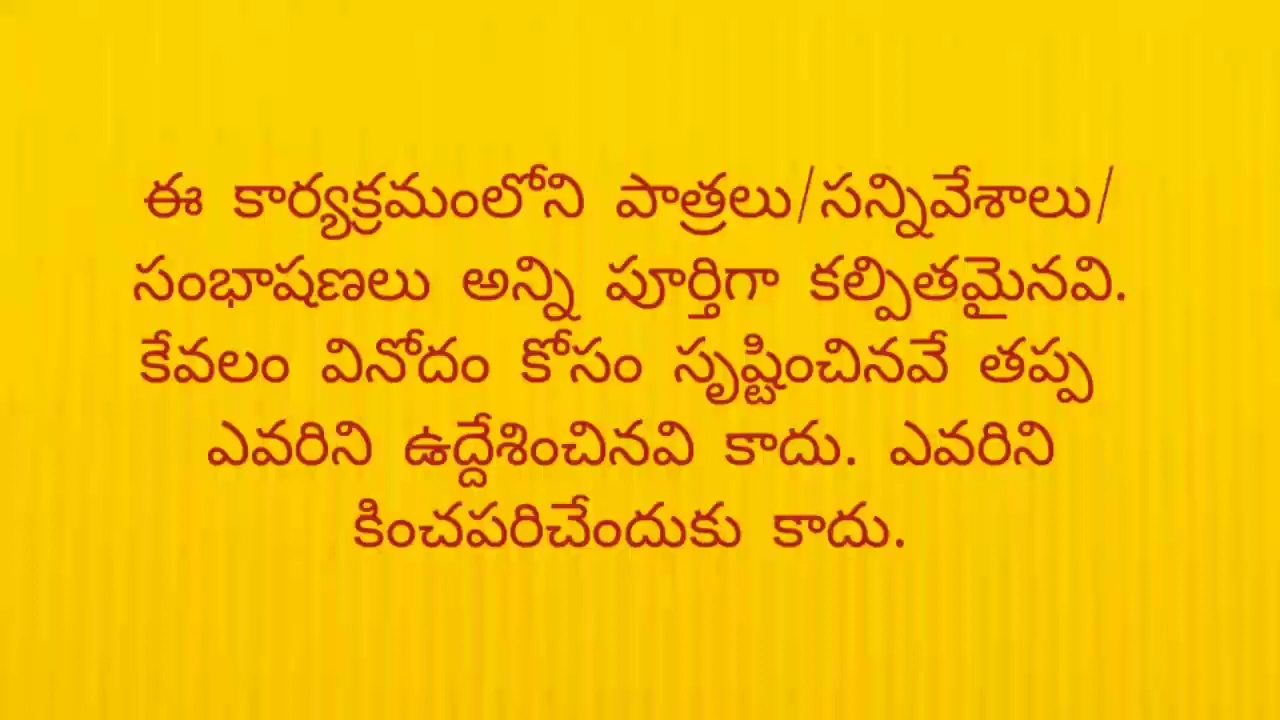 ఈ కార్యక్రమంలోని పాత్రలు/సన్నివేశాలు/
సంభాషణలు అన్ని పూర్తిగా కల్పితమైనవి.
కేవలం వినోదం కోసం సృష్టించినవే తప్ప
ఎవరిని ఉద్దేశించినవి కాదు. ఎవరిని
కించపరిచేందుకు కాదు.